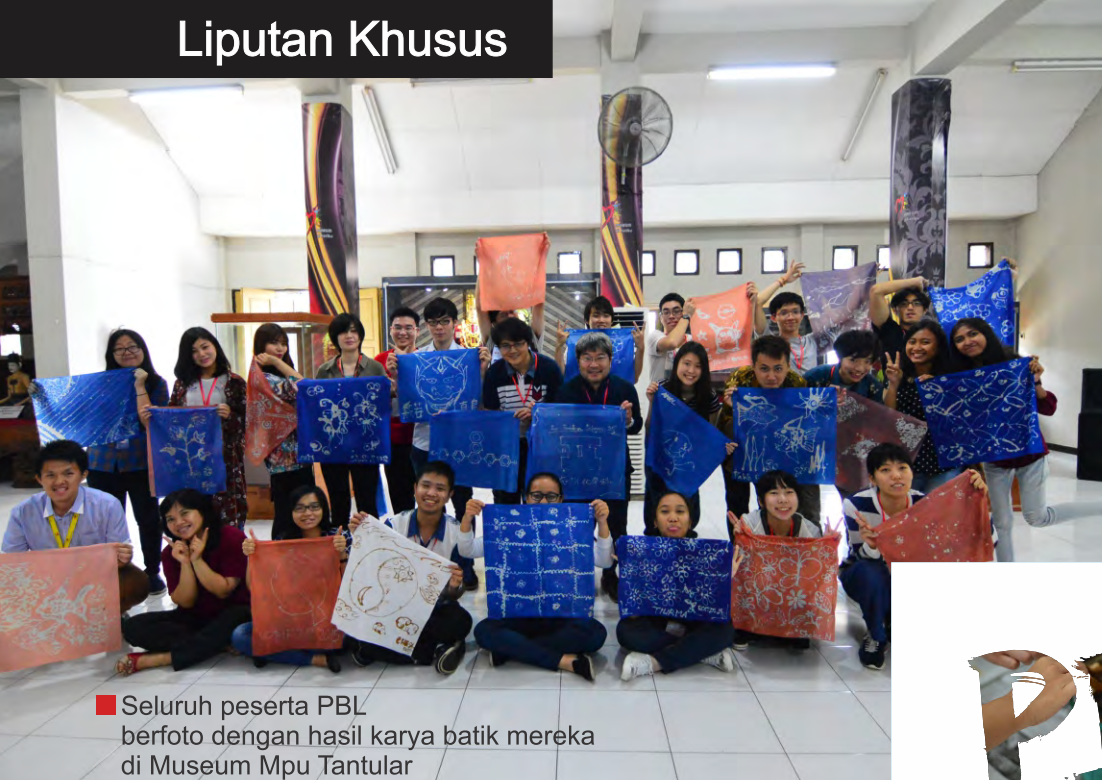 Liputan Khusus
Seluruh peserta PBL
berfoto dengan hasil karya batik mereka
di Museum Mpu Tantular